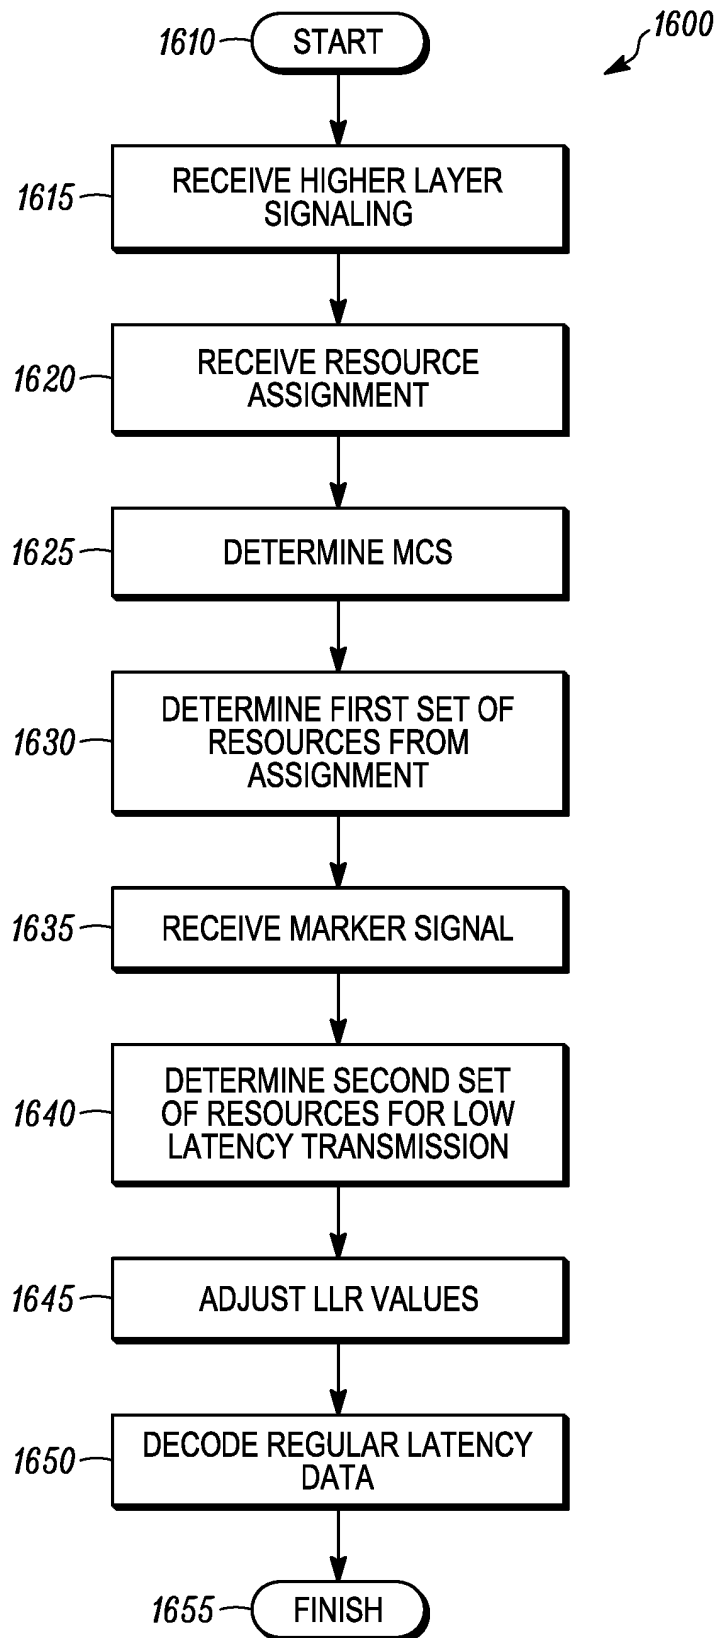 1610
START
1600
1615
RECEIVE HIGHER LAYER
SIGNALING
1620
RECEIVE RESOURCE
ASSIGNMENT
1625
DETERMINE MCS
1630
DETERMINE FIRST SET OF
RESOURCES FROM
ASSIGNMENT
1635
RECEIVE MARKER SIGNAL
1640
DETERMINE SECOND SET
OF RESOURCES FOR LOW
LATENCY TRANSMISSION
1645
ADJUST LLR VALUES
1650
DECODE REGULAR LATENCY
DATA
1655
FINISH